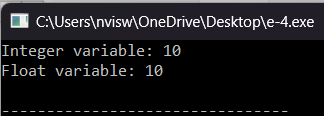 C:\Users\nvisw\OneDrive\Desktop\e-4.exe
Integer variable: 10
Float variable: 10
--------------------------------